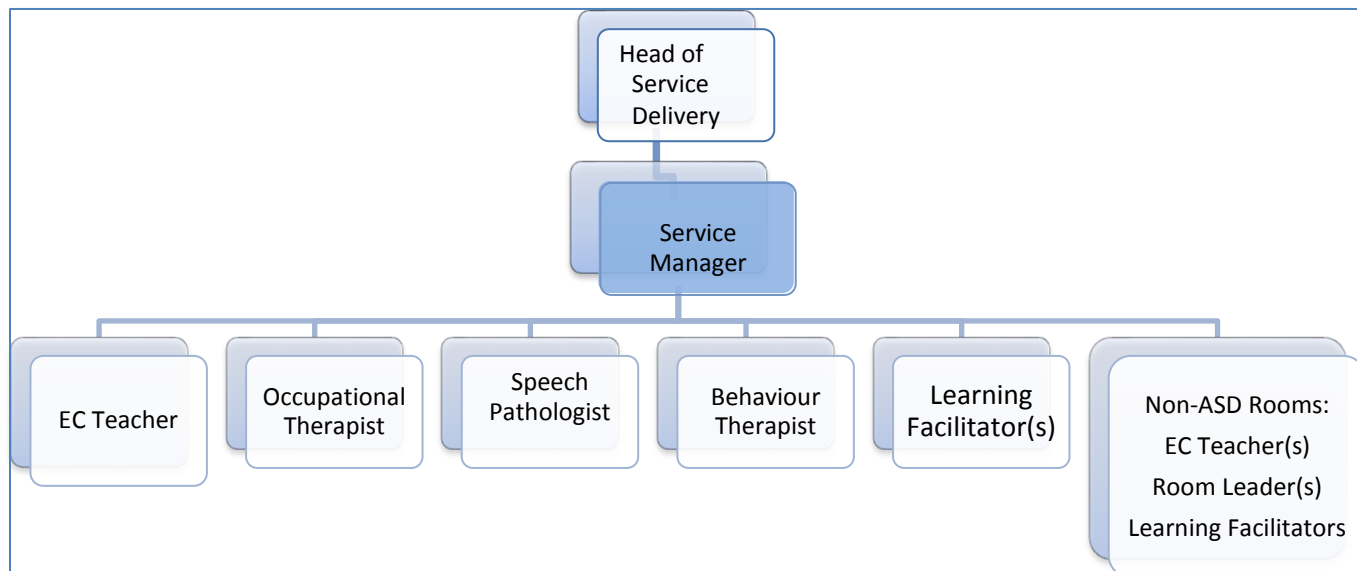 Head of
Service
Delivery
Service
Manager
EC Teacher
Occupational
Therapist
Speech
Pathologist
Behaviour
Therapist
Learning
Facilitator(s)
Non-ASD Rooms:
EC Teacher(s)
Room Leader(s)
Learning Facilitators